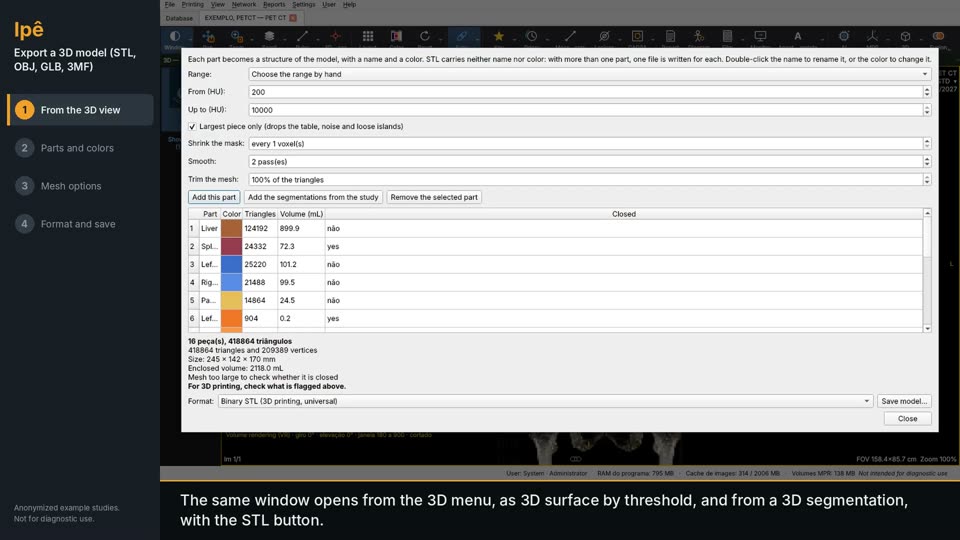 Ipê
Export a 3D model (STL,
OBJ, GLB, 3MF)
1 From the 3D view
2 Parts and colors
3 Mesh options
4 Format and save
Anonymized example studies.
Not for diagnostic use.
File Printing View Network Reports Settings User Help
Database EXEMPLO, PETCT — PET CT
Each part becomes a structure of the model, with a name and a color. STL carries neither name nor color: with more than one part, one file is written for each. Double-click the name to rename it, or the color to change it.
Range: Choose the range by hand
From (HU): 200
Up to (HU): 10000
Largest piece only (drops the table, noise and loose islands)
Shrink the mask: every 1 voxel(s)
Smooth: 2 pass(es)
Trim the mesh: 100% of the triangles
Add this part Add the segmentations from the study Remove the selected part
Part Color Triangles Volume (mL) Closed
1 Liver 124192 899.9 não
2 Spl... 24332 72.3 yes
3 Lef... 25220 101.2 não
4 Rig... 21488 99.5 não
5 Pa... 14864 24.5 não
6 Lef... 904 0.2 yes
16 peça(s), 418864 triângulos
418864 triangles and 209389 vertices
Size: 245 × 142 × 170 mm
Enclosed volume: 2118.0 mL
Mesh too large to check whether it is closed
For 3D printing, check what is flagged above.
Format: Binary STL (3D printing, universal) Save model...
Close
Volume rendering (VR) · giro 0° · elevação 0° · janela 180 a 900 · cortado
Im 1/1 FOV 158.4×85.7 cm Zoom 100%
User: System Administrator RAM do programa: 795 MB Cache de images: 314 / 2006 MB Volumes MPR: 138 MB Not intended for diagnostic use
The same window opens from the 3D menu, as 3D surface by threshold, and from a 3D segmentation,
with the STL button.